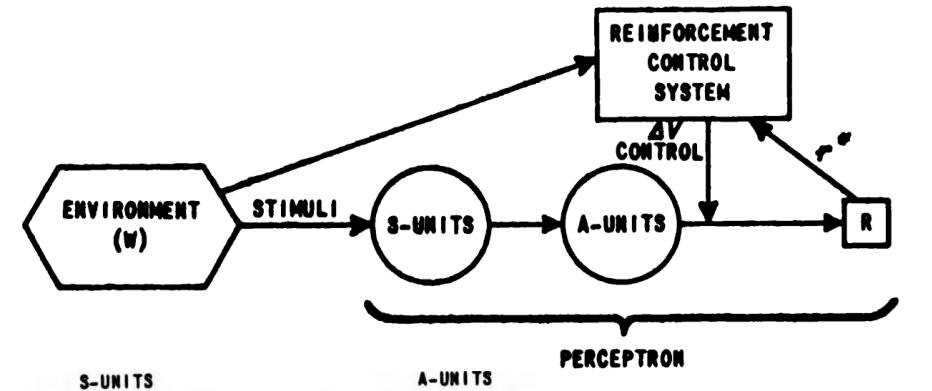 REINFORCEMENT
CONTROL
SYSTEM
ΔV
CONTROL
r*
ENVIRONMENT
(W)
STIMULI
S-UNITS
A-UNITS
R
PERCEPTRON
S-UNITS
A-UNITS